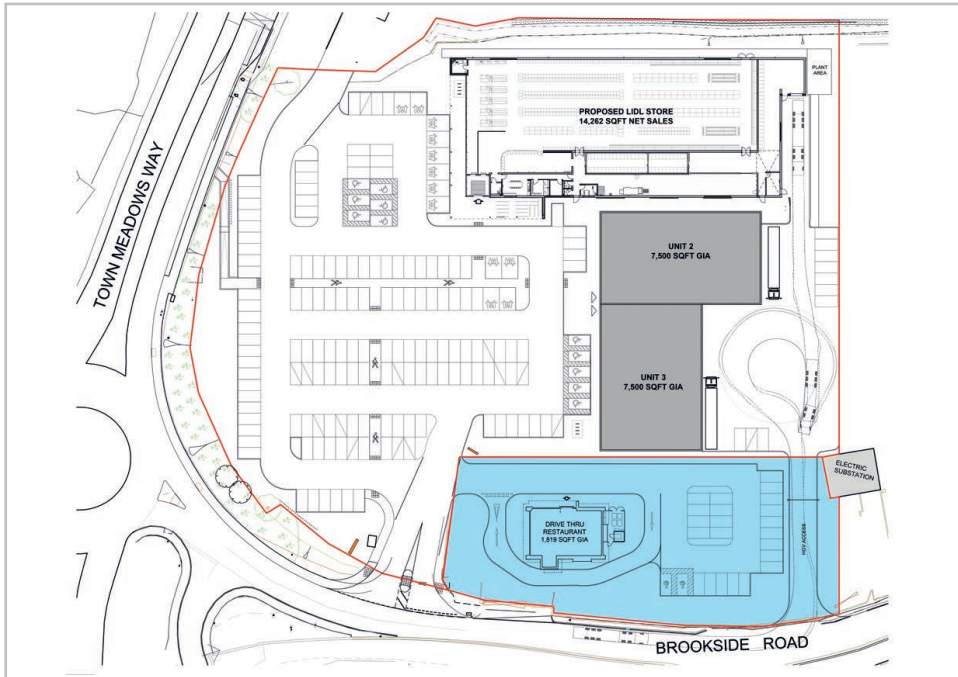 PLANT
AREA
PROPOSED LIDL STORE
14,262 SQFT NET SALES
TOWN MEADOWS WAY
UNIT 2
7,500 SQFT GIA
UNIT 3
7,500 SQFT GIA
ELECTRIC
SUBSTATION
DRIVE THRU
RESTAURANT
1,819 SQFT GIA
HGV ACCESS
BROOKSIDE ROAD